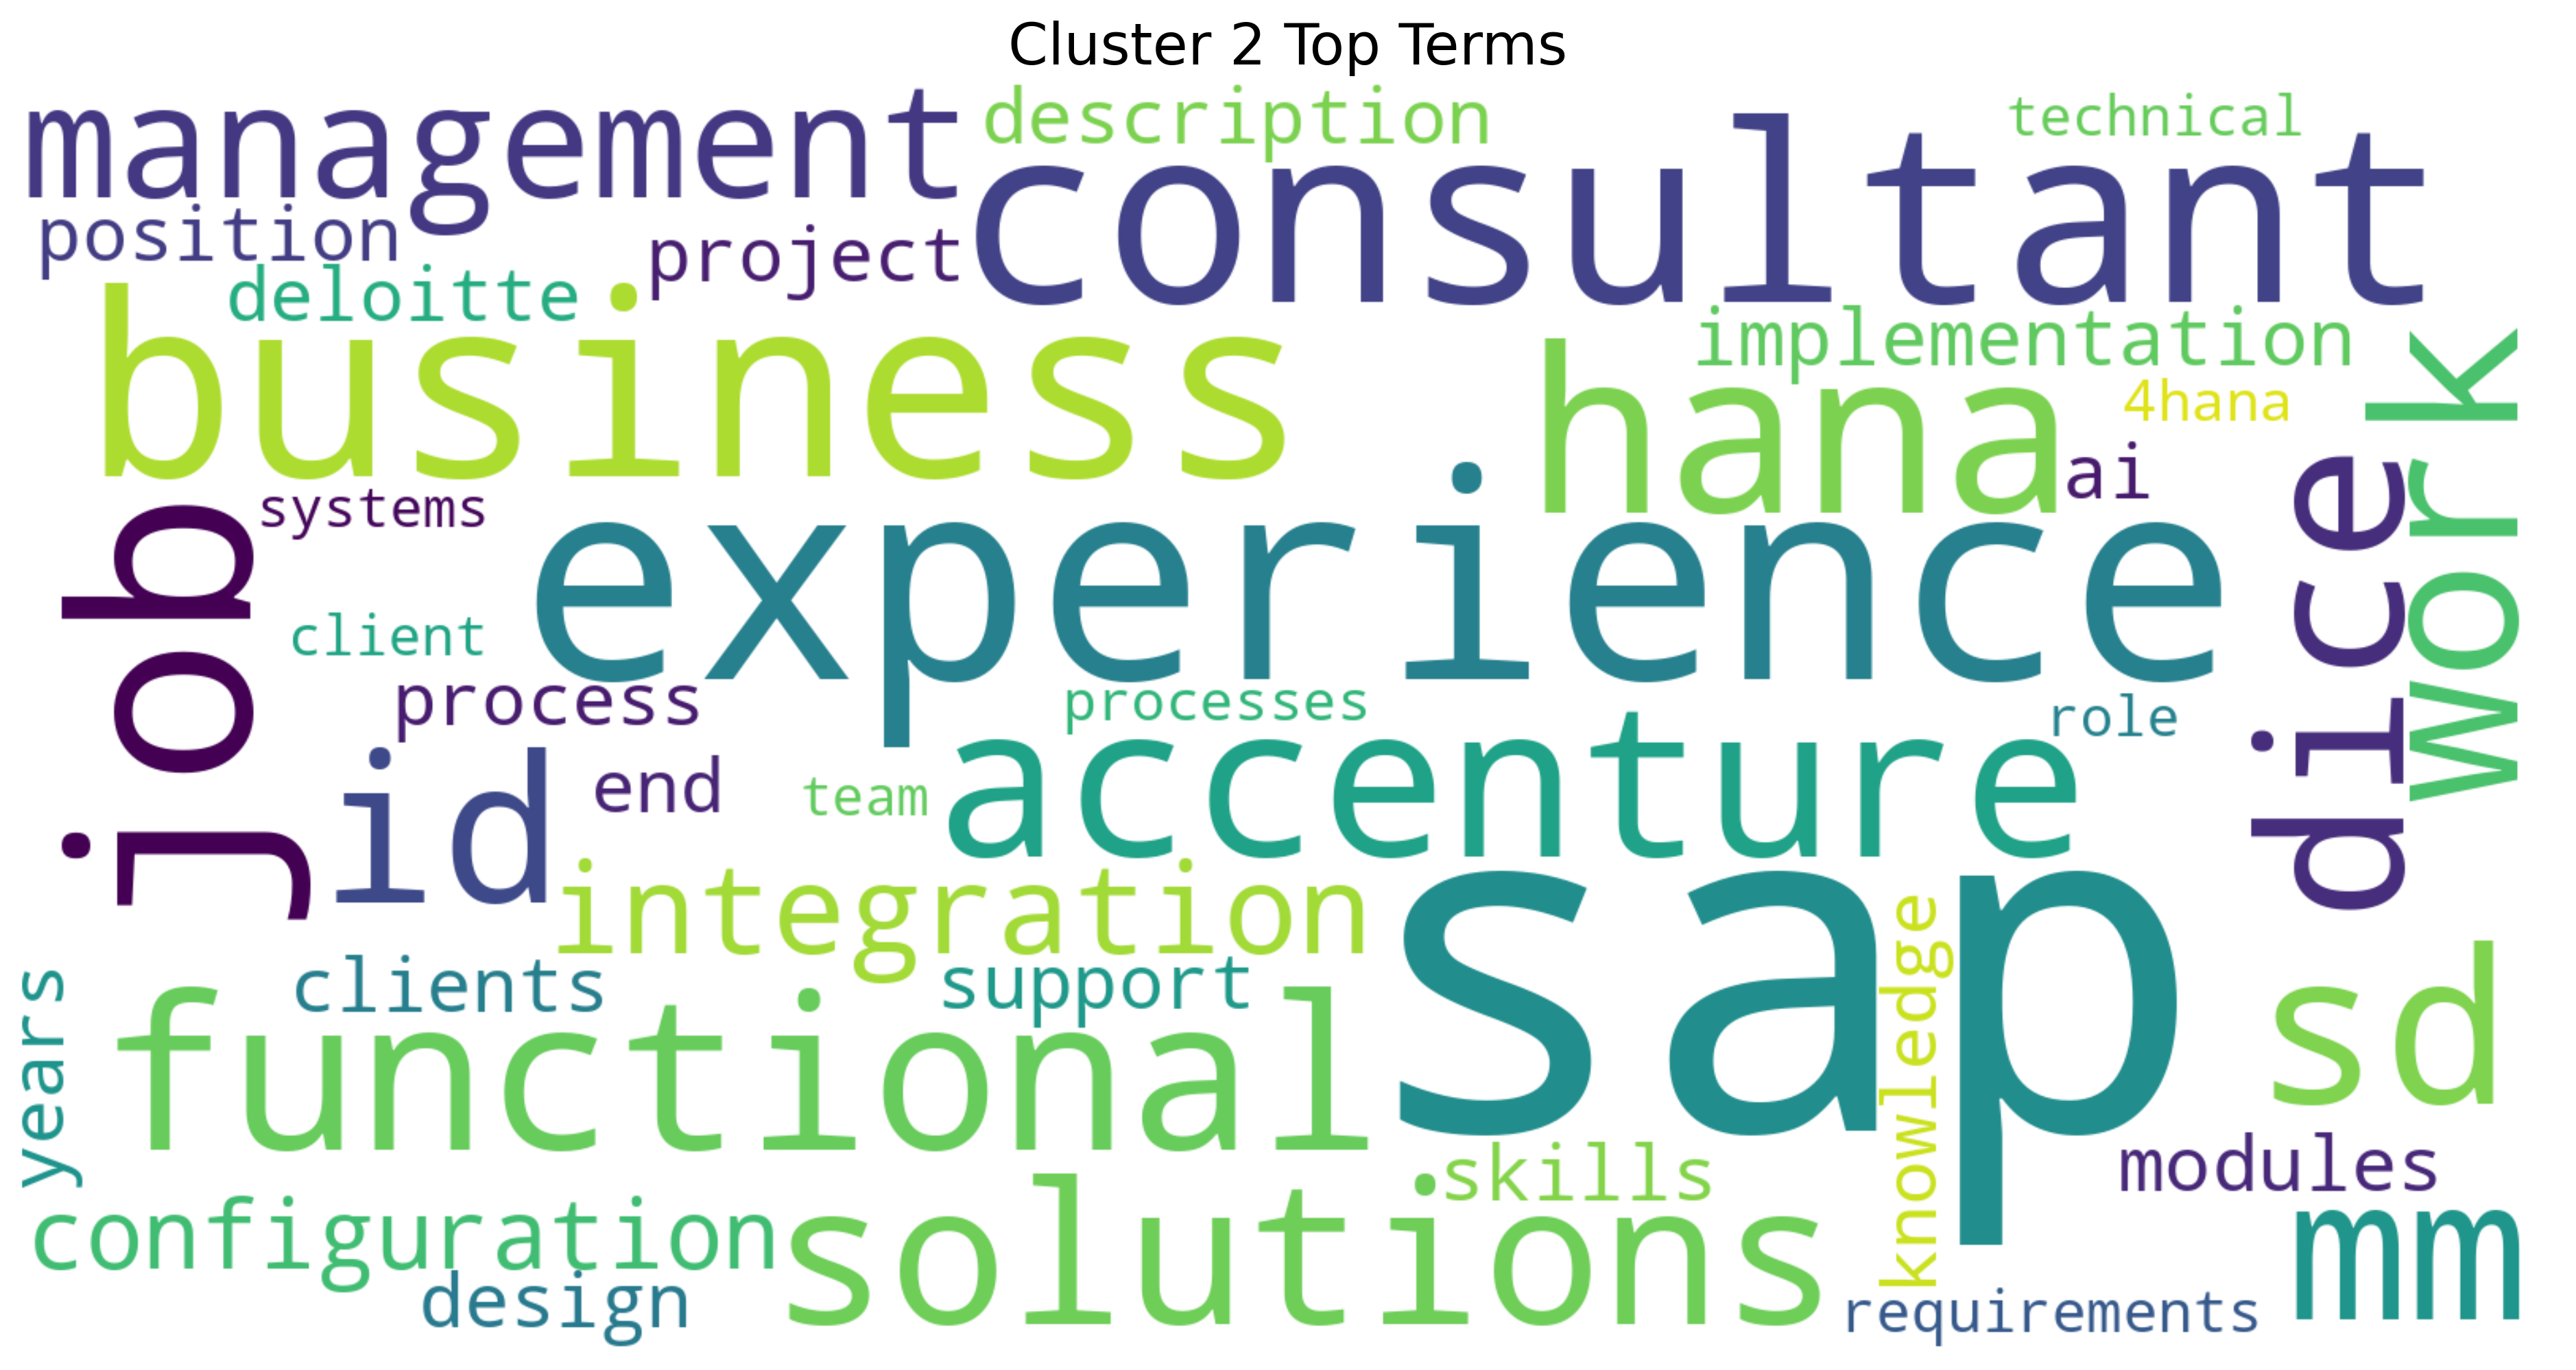 Cluster 2 Top Terms
management
description
technical
consultant
position
project
deloitte
business
implementation
hana
4hana
work
ai
dice
job
systems
experience
client
process
processes
role
id
end
team
accenture
integration
sap
knowledge
sd
years
clients
support
functional
skills
modules
configuration
solutions
mm
design
requirements